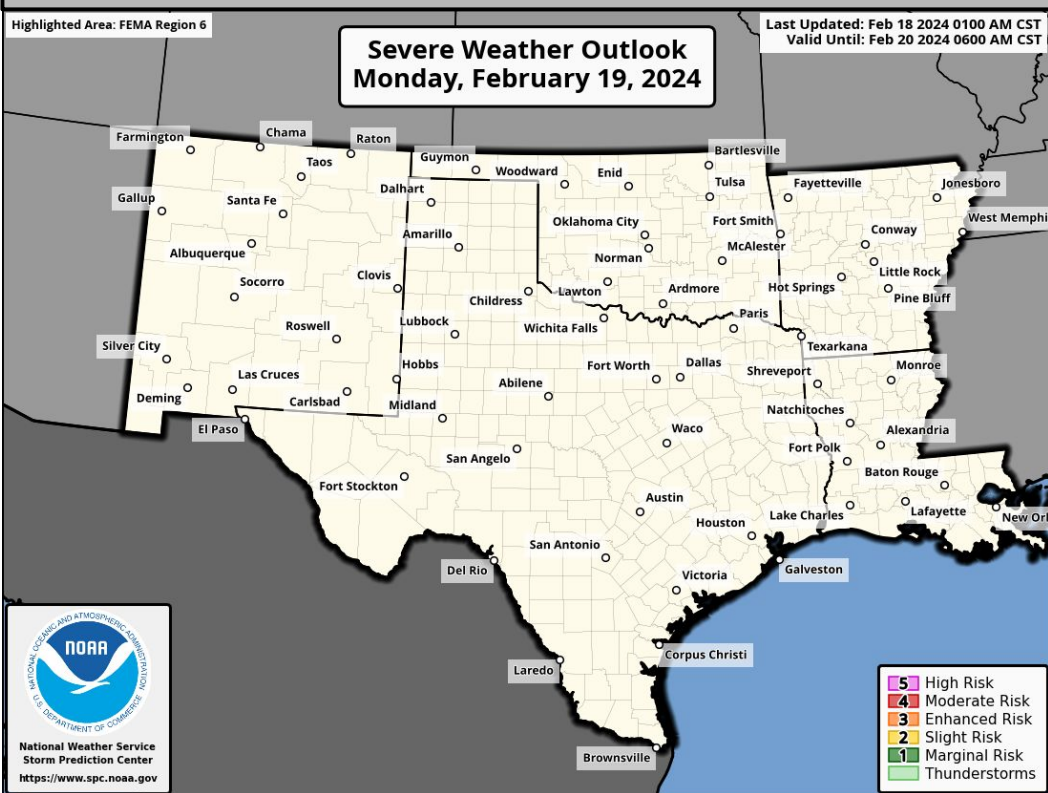 Highlighted Area: FEMA Region 6
Last Updated: Feb 18 2024 0100 AM CST
Valid Until: Feb 20 2024 0600 AM CST
Severe Weather Outlook
Monday, February 19, 2024
Farmington
Chama
Raton
Taos
Guymon
Woodward
Enid
Bartlesville
Tulsa
Fayetteville
Jonesboro
Gallup
Santa Fe
Dalhart
Oklahoma City
Fort Smith
West Memphi
Albuquerque
Amarillo
Norman
McAlester
Conway
Socorro
Clovis
Childress
Lawton
Ardmore
Hot Springs
Little Rock
Pine Bluff
Roswell
Lubbock
Wichita Falls
Paris
Texarkana
Silver City
Hobbs
Fort Worth
Dallas
Shreveport
Monroe
Deming
Las Cruces
Carlsbad
Midland
Abilene
Natchitoches
El Paso
Waco
Alexandria
San Angelo
Fort Polk
Fort Stockton
Baton Rouge
Austin
Houston
Lake Charles
Lafayette
New Orl
Del Rio
San Antonio
Victoria
Galveston
Laredo
Corpus Christi
Brownsville
NATIONAL OCEANIC AND ATMOSPHERIC ADMINISTRATION
NOAA
U.S. DEPARTMENT OF COMMERCE
National Weather Service
Storm Prediction Center
https://www.spc.noaa.gov
5 High Risk
4 Moderate Risk
3 Enhanced Risk
2 Slight Risk
1 Marginal Risk
Thunderstorms